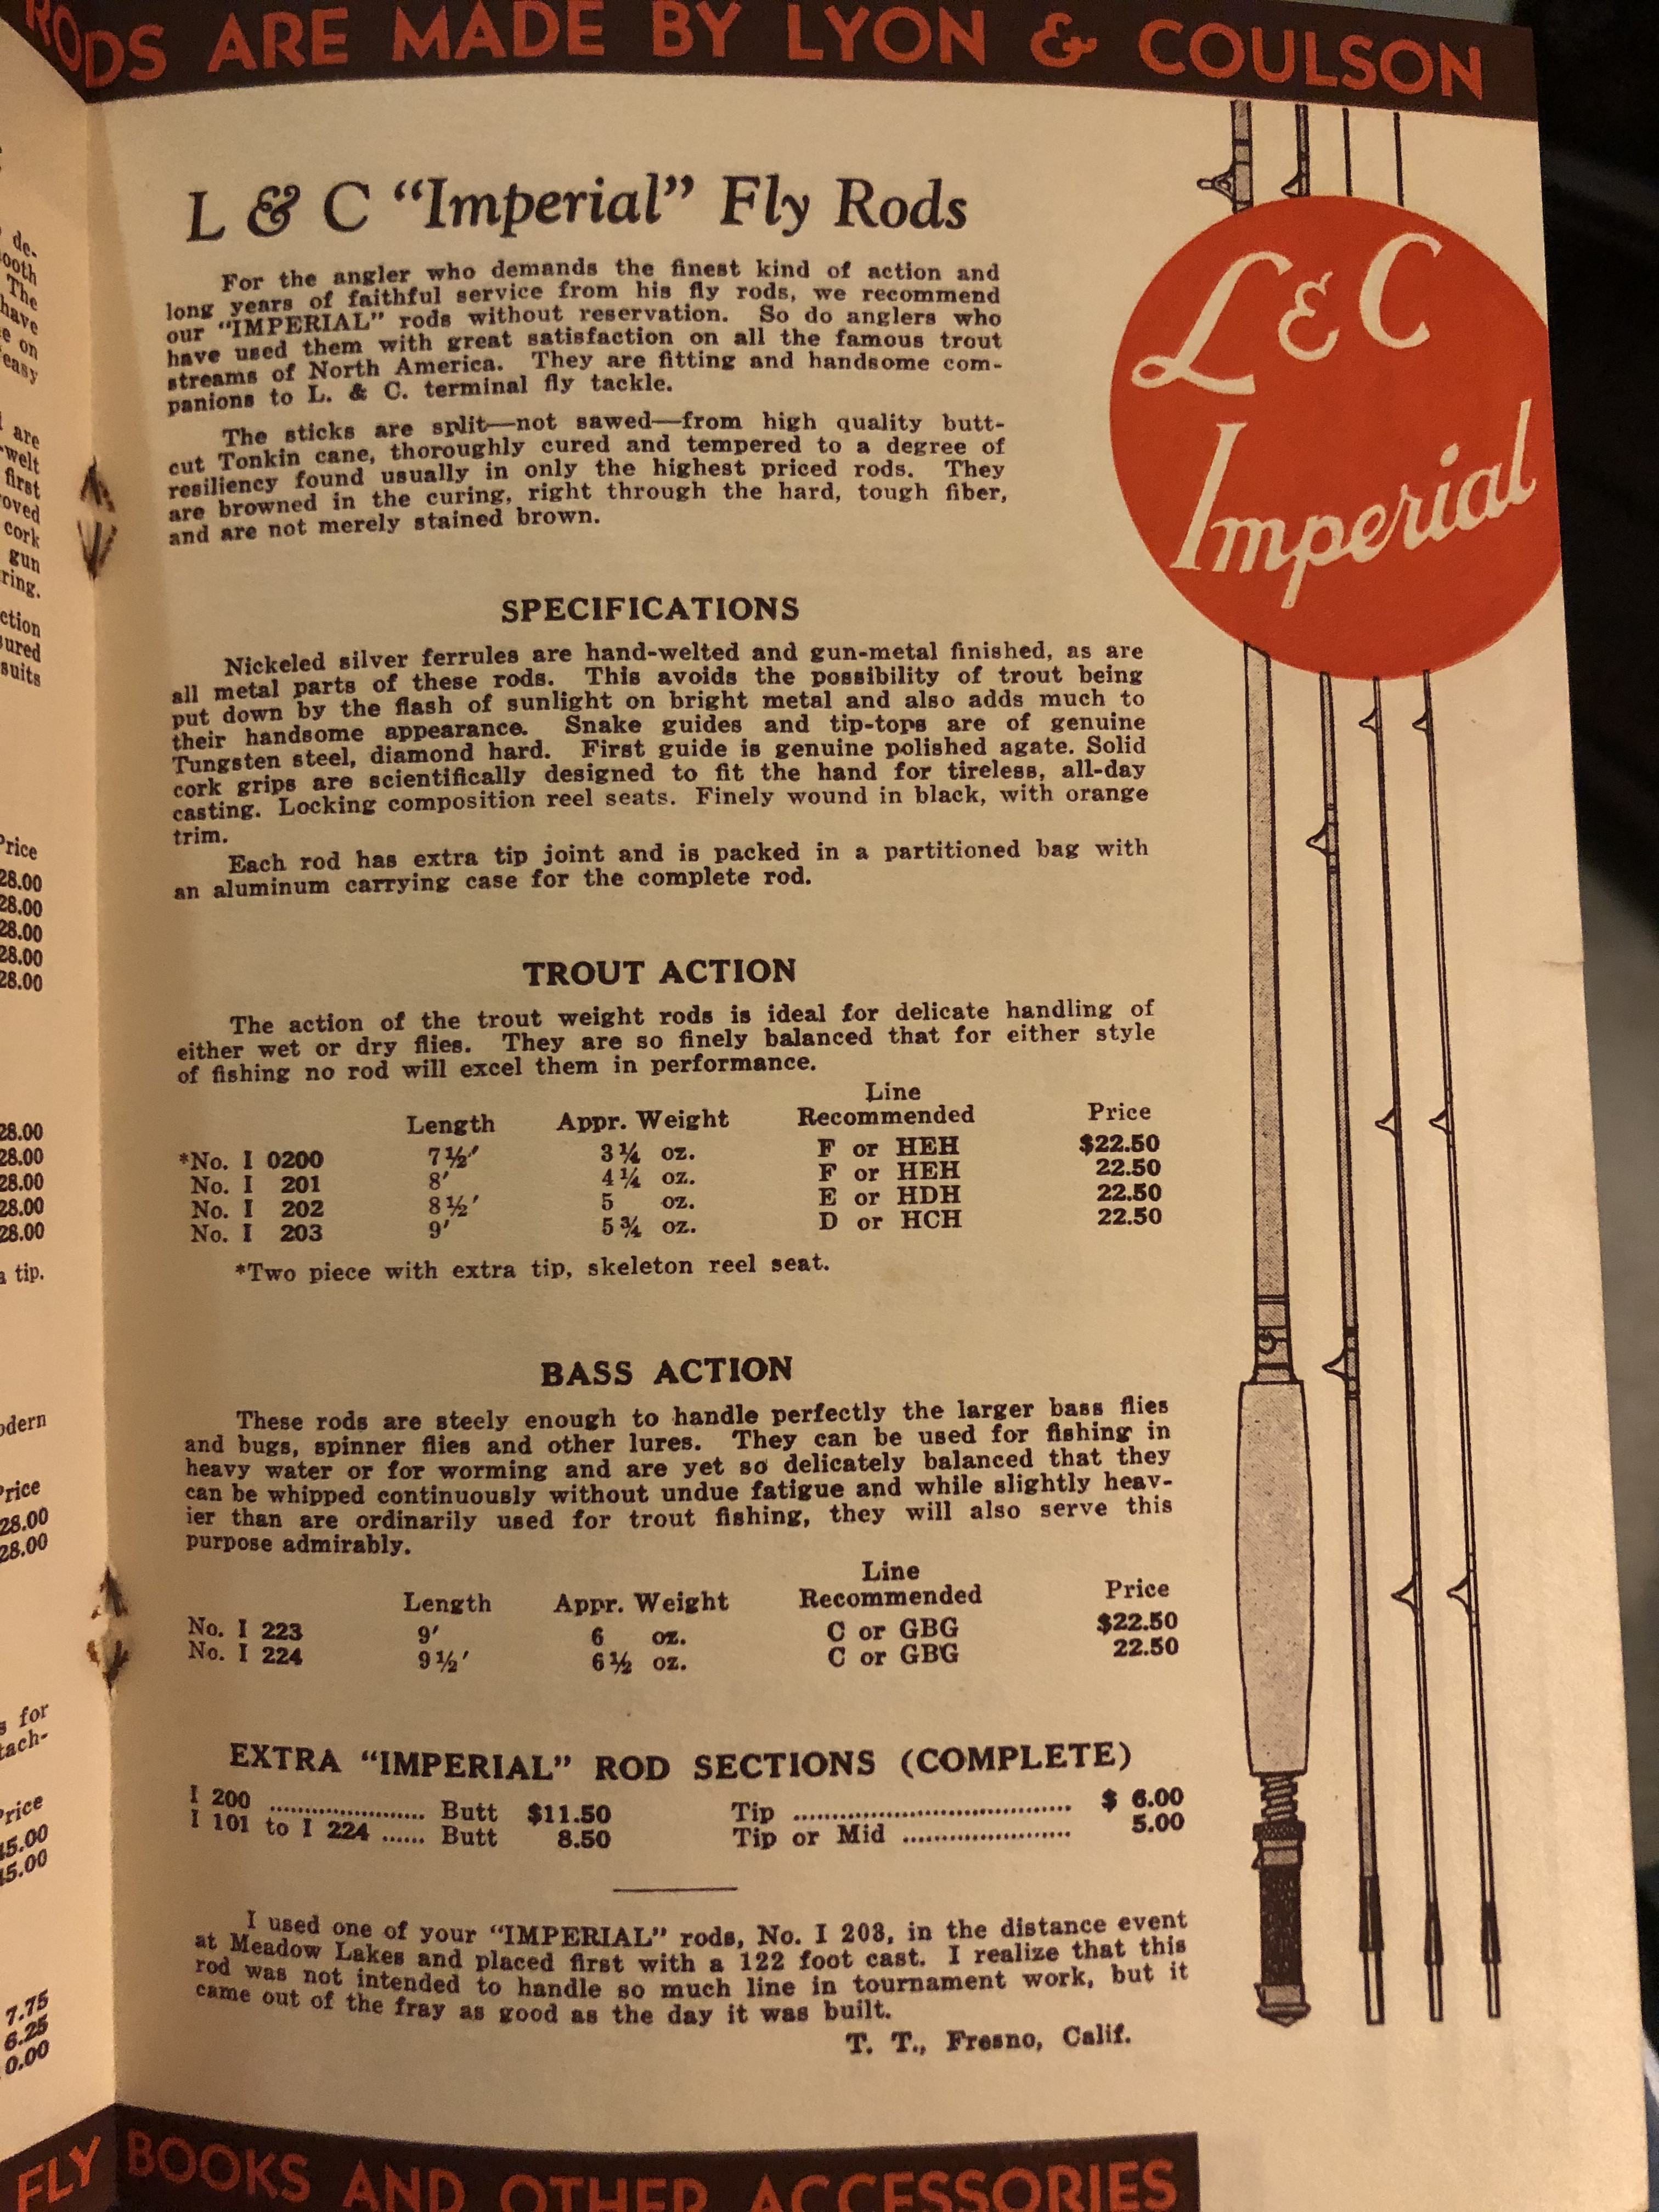 RODS ARE MADE BY LYON & COULSON
L & C "Imperial" Fly Rods
For the angler who demands the finest kind of action and
long years of faithful service from his fly rods, we recommend
our "IMPERIAL" rods without reservation. So do anglers who
have used them with great satisfaction on all the famous trout
streams of North America. They are fitting and handsome com-
panions to L. & C. terminal fly tackle.
The sticks are split—not sawed—from high quality butt-
cut Tonkin cane, thoroughly cured and tempered to a degree of
resiliency found usually in only the highest priced rods. They
are browned in the curing, right through the hard, tough fiber,
and are not merely stained brown.
L & C
Imperial
SPECIFICATIONS
Nickeled silver ferrules are hand-welted and gun-metal finished, as are
all metal parts of these rods. This avoids the possibility of trout being
put down by the flash of sunlight on bright metal and also adds much to
their handsome appearance. Snake guides and tip-tops are of genuine
Tungsten steel, diamond hard. First guide is genuine polished agate. Solid
cork grips are scientifically designed to fit the hand for tireless, all-day
casting. Locking composition reel seats. Finely wound in black, with orange
trim.
Each rod has extra tip joint and is packed in a partitioned bag with
an aluminum carrying case for the complete rod.
TROUT ACTION
The action of the trout weight rods is ideal for delicate handling of
either wet or dry flies. They are so finely balanced that for either style
of fishing no rod will excel them in performance.
Length Appr. Weight Line Recommended Price
*No. I 0200 7½' 3¼ oz. F or HEH $22.50
No. I 201 8' 4¼ oz. F or HEH 22.50
No. I 202 8½' 5 oz. E or HDH 22.50
No. I 203 9' 5¾ oz. D or HCH 22.50
*Two piece with extra tip, skeleton reel seat.
BASS ACTION
These rods are steely enough to handle perfectly the larger bass flies
and bugs, spinner flies and other lures. They can be used for fishing in
heavy water or for worming and are yet so delicately balanced that they
can be whipped continuously without undue fatigue and while slightly heav-
ier than are ordinarily used for trout fishing, they will also serve this
purpose admirably.
Length Appr. Weight Line Recommended Price
No. I 223 9' 6 oz. C or GBG $22.50
No. I 224 9½' 6½ oz. C or GBG 22.50
EXTRA "IMPERIAL" ROD SECTIONS (COMPLETE)
I 200 ...................... Butt $11.50 Tip ....................................... $ 6.00
I 101 to I 224 ...... Butt 8.50 Tip or Mid ........................ 5.00
I used one of your "IMPERIAL" rods, No. I 203, in the distance event
at Meadow Lakes and placed first with a 122 foot cast. I realize that this
rod was not intended to handle so much line in tournament work, but it
came out of the fray as good as the day it was built.
T. T., Fresno, Calif.
FLY BOOKS AND OTHER ACCESSORIES